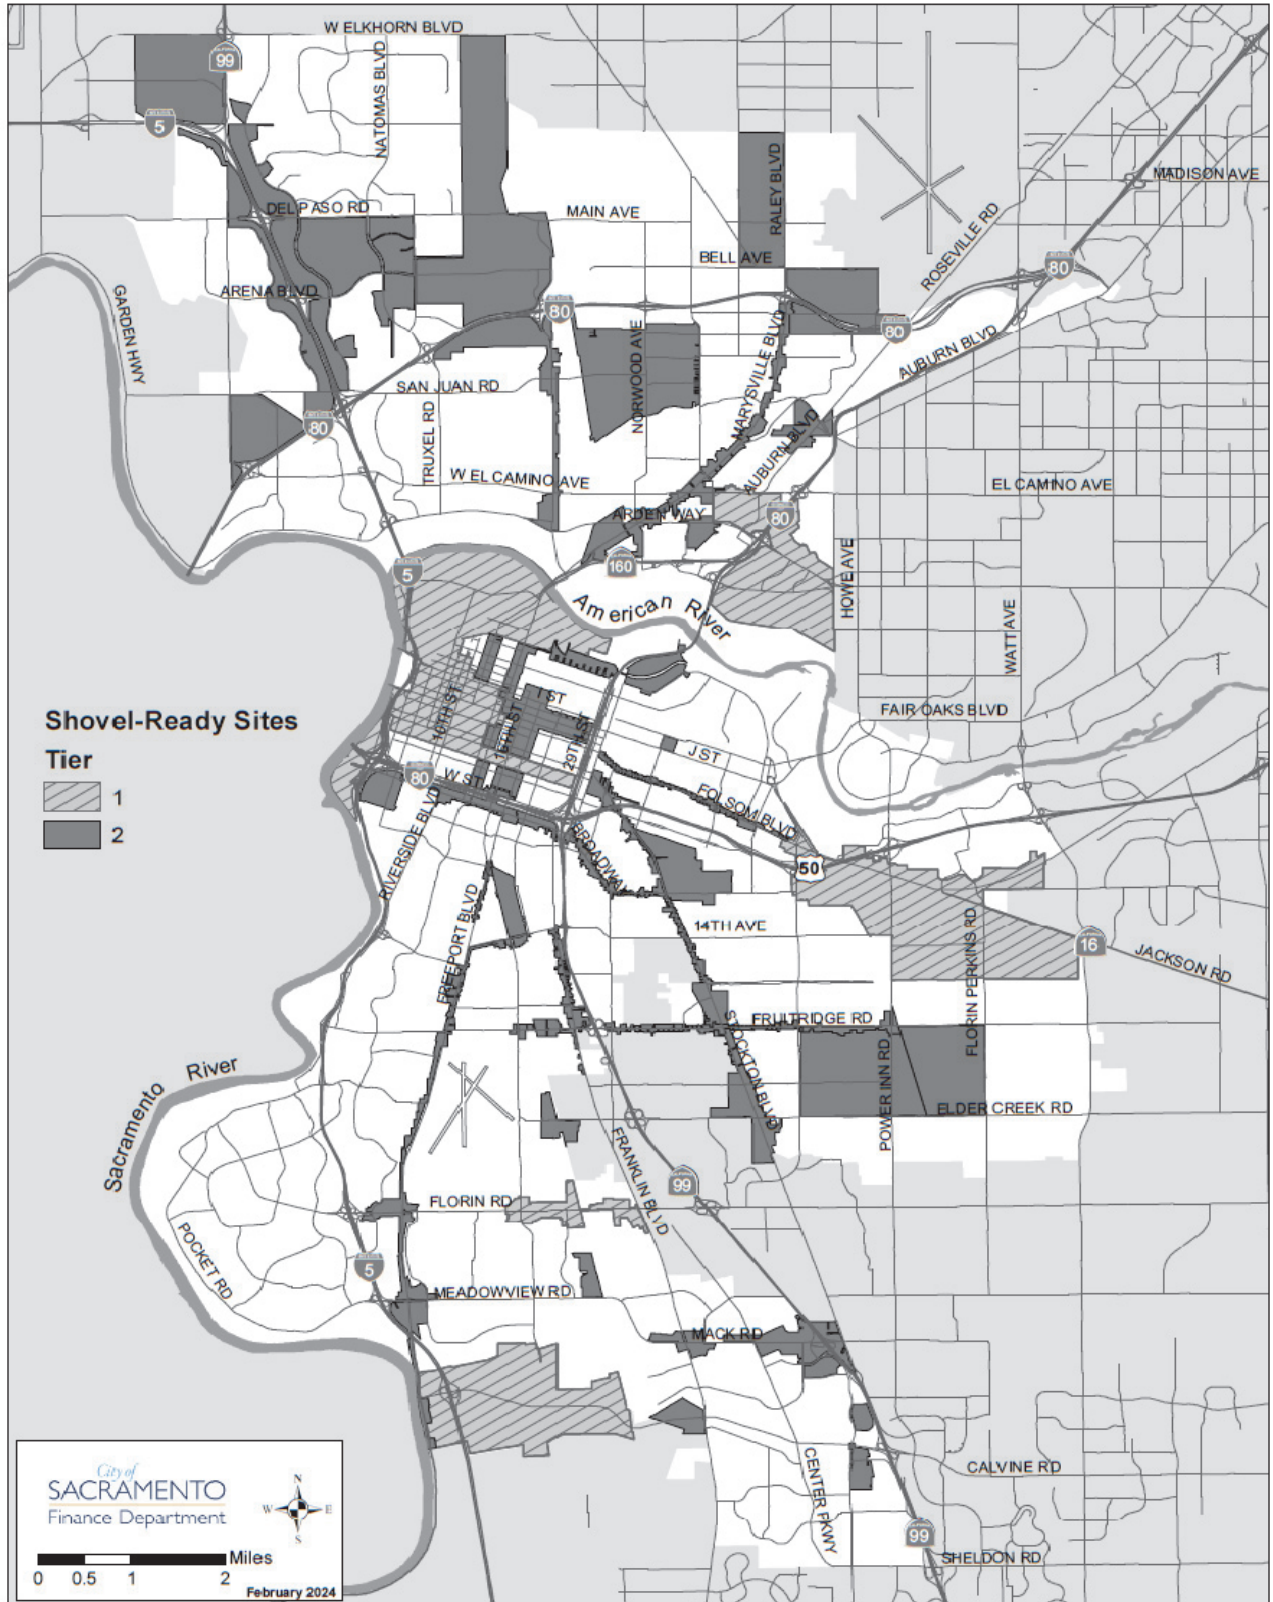 W ELKHORN BLVD
99
NATOMAS BLVD
5
MADISON AVE
RALEY BLVD
DEL PASO RD
MAIN AVE
BELL AVE
ROSEVILLE RD
80
ARENA BLVD
GARDEN HWY
80
NORWOOD AVE
MARYSVILLE BLVD
80
AUBURN BLVD
SAN JUAN RD
TRUXEL RD
80
AUBURN BLVD
W EL CAMINO AVE
EL CAMINO AVE
ARDEN WAY
80
160
5
HOWE AVE
American River
WATT AVE
FAIR OAKS BLVD
Shovel-Ready Sites
Tier
1
2
I ST
29TH ST
J ST
80
W ST
FOLSOM BLVD
RIVERSIDE BLVD
BROADWAY
50
FREEPORT BLVD
14TH AVE
FLORIN PERKINS RD
16
JACKSON RD
FRUITRIDGE RD
STOCKTON BLVD
POWER INN RD
ELDER CREEK RD
Sacramento River
FRANKLIN BLVD
99
FLORIN RD
POCKET RD
5
MEADOWVIEW RD
MACK RD
CENTER PKWY
CALVINE RD
99
SHELDON RD
City of
SACRAMENTO
Finance Department
N
W E
S
Miles
0 0.5 1 2
February 2024